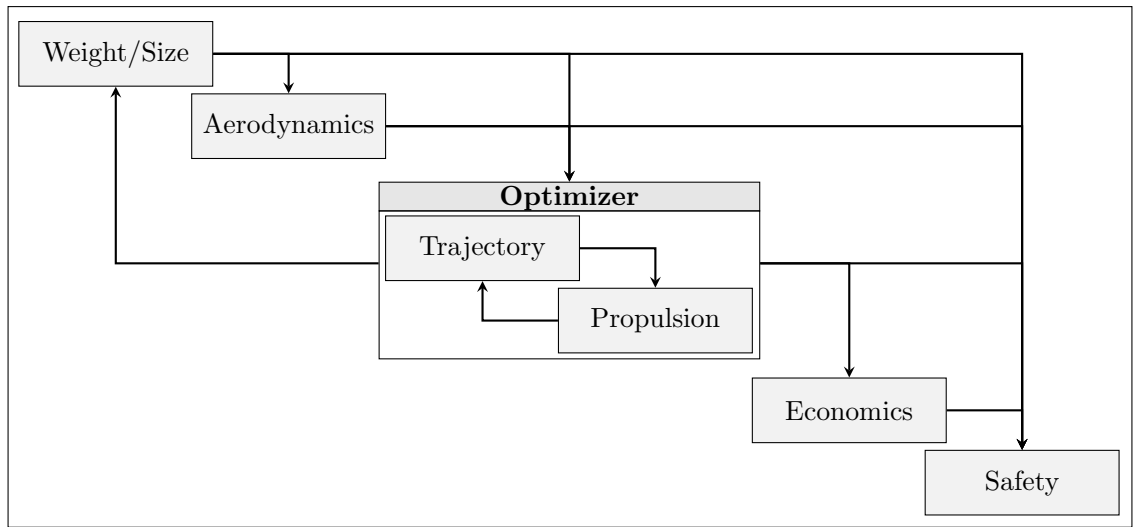 Weight/Size
Aerodynamics
Optimizer
Trajectory
Propulsion
Economics
Safety